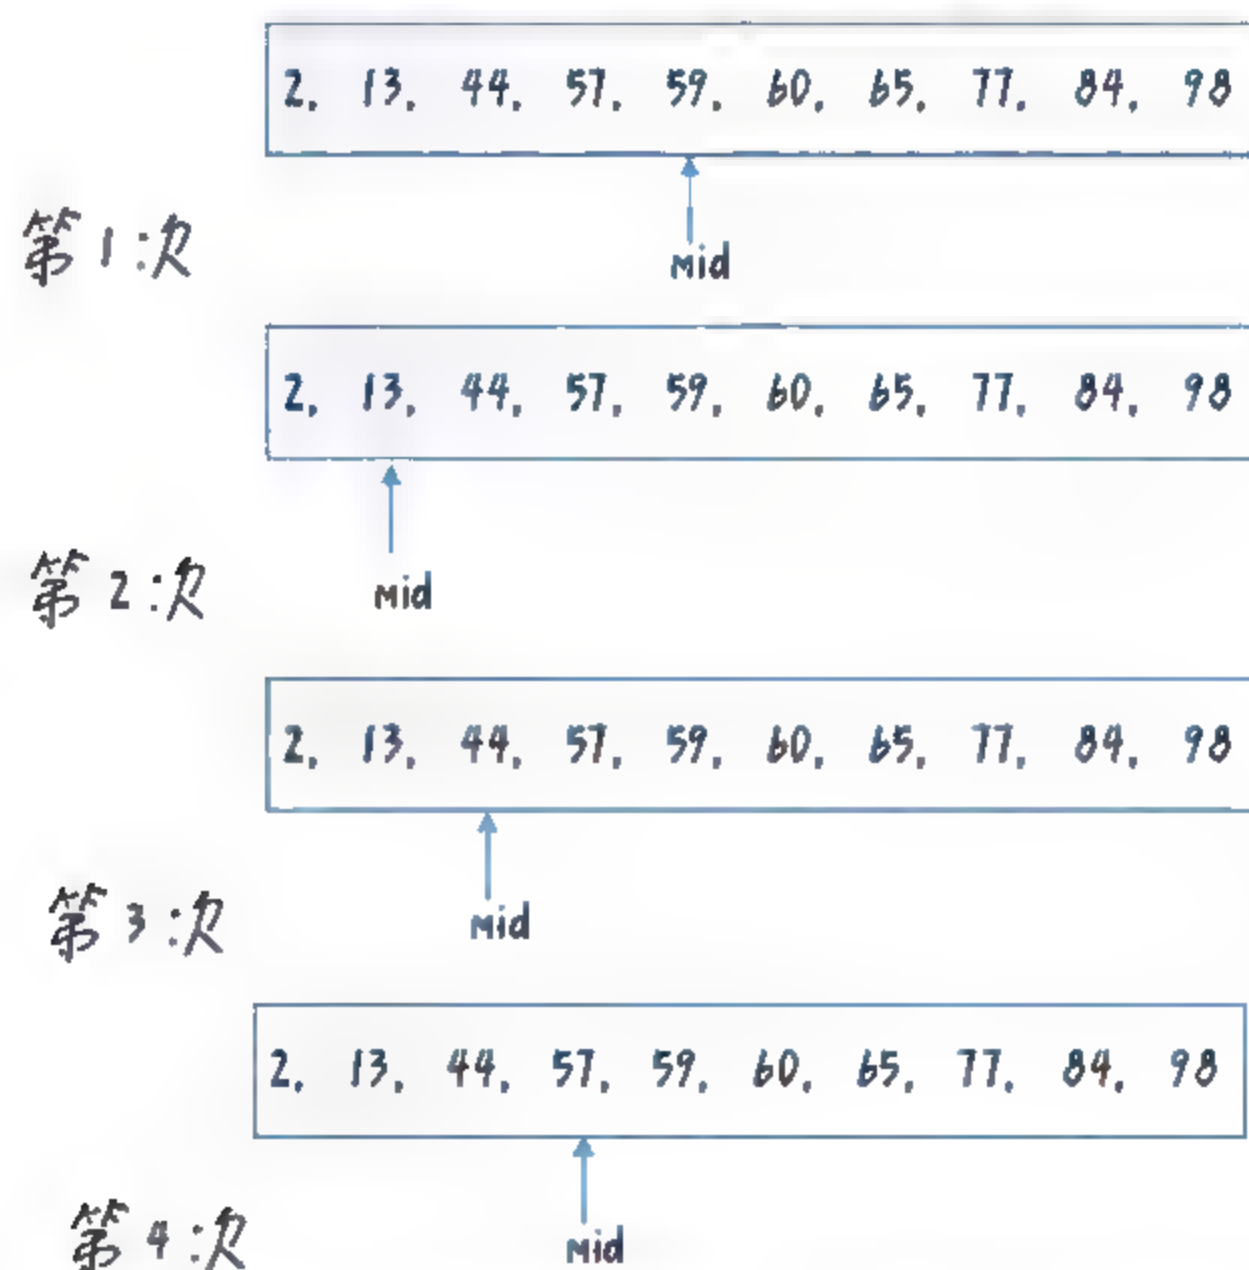 2, 13, 44, 57, 59, 60, 65, 77, 84, 98
第1次
mid
2, 13, 44, 57, 59, 60, 65, 77, 84, 98
第2次
mid
2, 13, 44, 57, 59, 60, 65, 77, 84, 98
第3次
mid
2, 13, 44, 57, 59, 60, 65, 77, 84, 98
第4次
mid